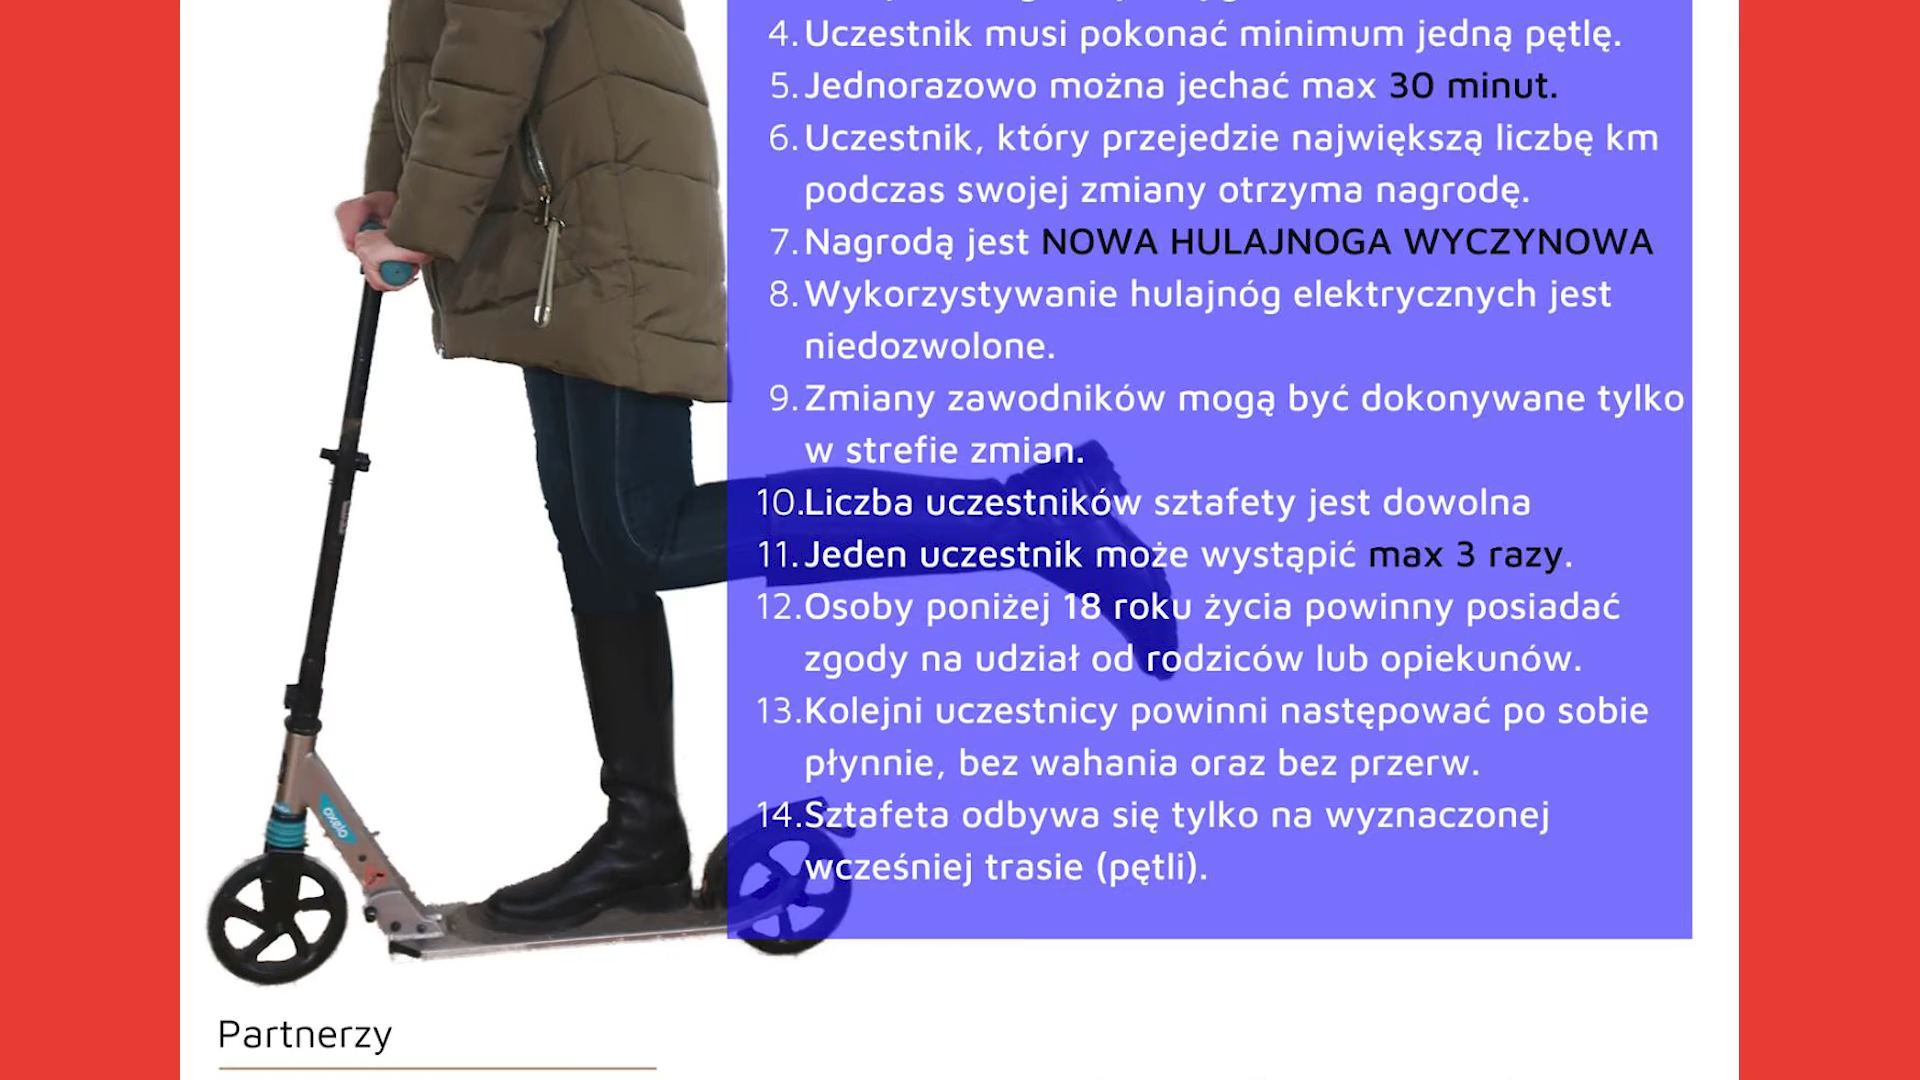 4. Uczestnik musi pokonać minimum jedną pętlę.
5. Jednorazowo można jechać max 30 minut.
6. Uczestnik, który przejedzie największą liczbę km
podczas swojej zmiany otrzyma nagrodę.
7. Nagrodą jest NOWA HULAJNOGA WYCZYNOWA
8. Wykorzystywanie hulajnóg elektrycznych jest
niedozwolone.
9. Zmiany zawodników mogą być dokonywane tylko
w strefie zmian.
10. Liczba uczestników sztafety jest dowolna
11. Jeden uczestnik może wystąpić max 3 razy.
12. Osoby poniżej 18 roku życia powinny posiadać
zgody na udział od rodziców lub opiekunów.
13. Kolejni uczestnicy powinni następować po sobie
płynnie, bez wahania oraz bez przerw.
14. Sztafeta odbywa się tylko na wyznaczonej
wcześniej trasie (pętli).
oxelo
Partnerzy